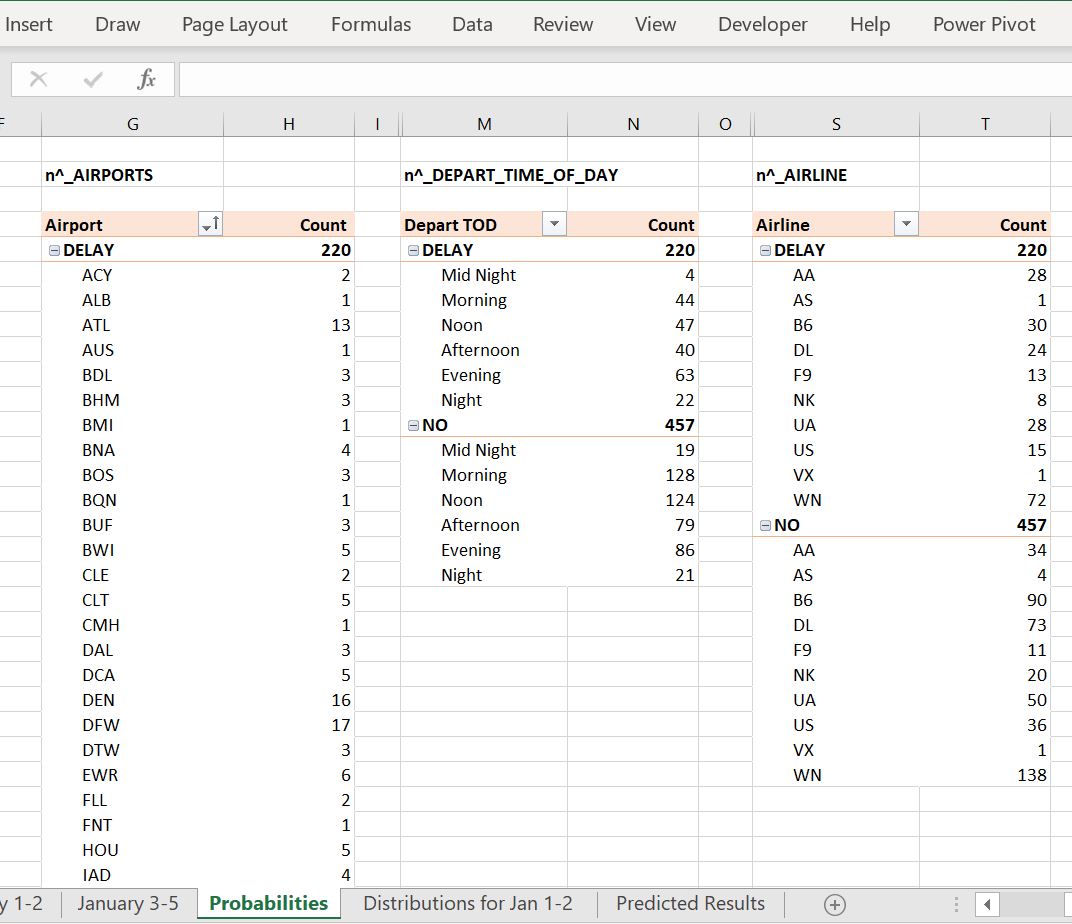 Insert Draw Page Layout Formulas Data Review View Developer Help Power Pivot
fx
F G H I M N O S T
n^_AIRPORTS n^_DEPART_TIME_OF_DAY n^_AIRLINE
Airport Count Depart TOD Count Airline Count
DELAY 220 DELAY 220 DELAY 220
ACY 2 Mid Night 4 AA 28
ALB 1 Morning 44 AS 1
ATL 13 Noon 47 B6 30
AUS 1 Afternoon 40 DL 24
BDL 3 Evening 63 F9 13
BHM 3 Night 22 NK 8
BMI 1 NO 457 UA 28
BNA 4 Mid Night 19 US 15
BOS 3 Morning 128 VX 1
BQN 1 Noon 124 WN 72
BUF 3 Afternoon 79 NO 457
BWI 5 Evening 86 AA 34
CLE 2 Night 21 AS 4
CLT 5 B6 90
CMH 1 DL 73
DAL 3 F9 11
DCA 5 NK 20
DEN 16 UA 50
DFW 17 US 36
DTW 3 VX 1
EWR 6 WN 138
FLL 2
FNT 1
HOU 5
IAD 4
y 1-2 January 3-5 Probabilities Distributions for Jan 1-2 Predicted Results